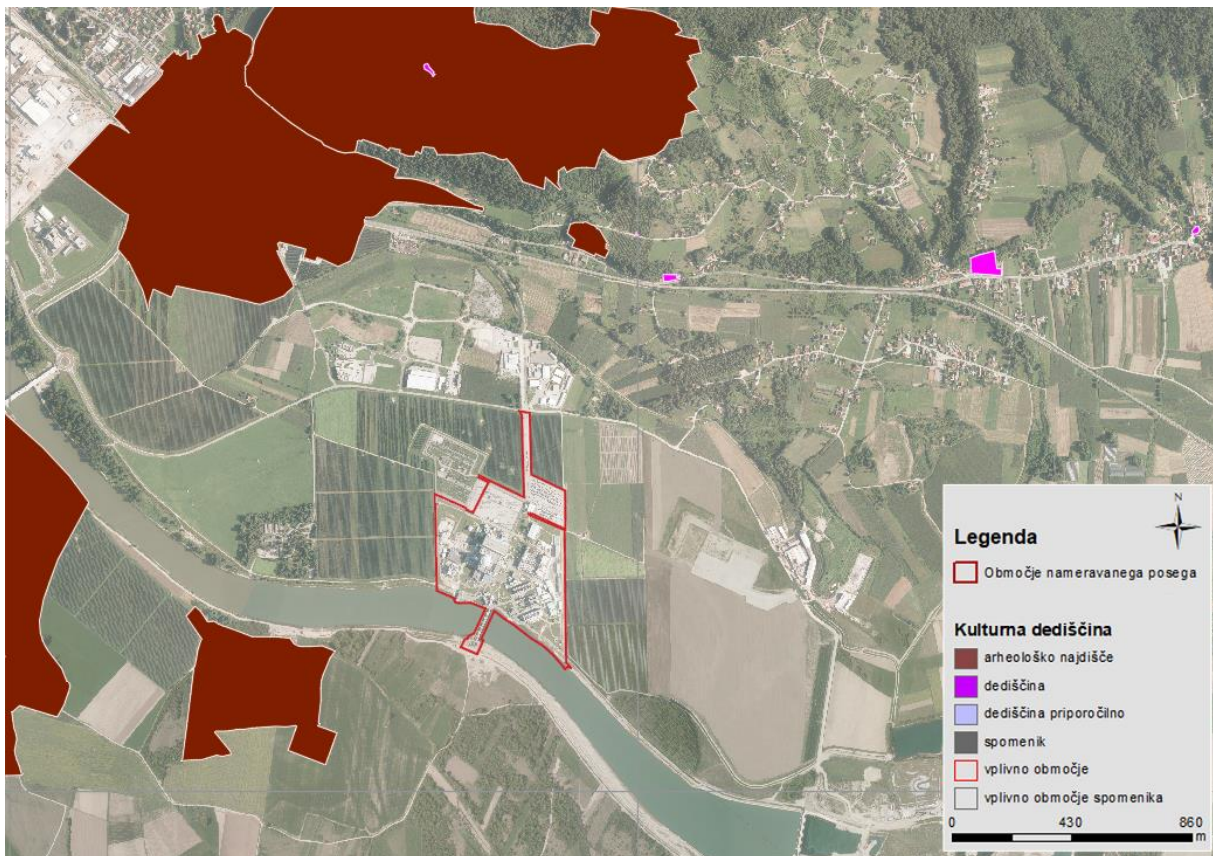 N
Legenda
Območje nameravanega posega
Kulturna dediščina
arheološko najdišče
dediščina
dediščina priporočilno
spomenik
vplivno območje
vplivno območje spomenika
0 430 860
m